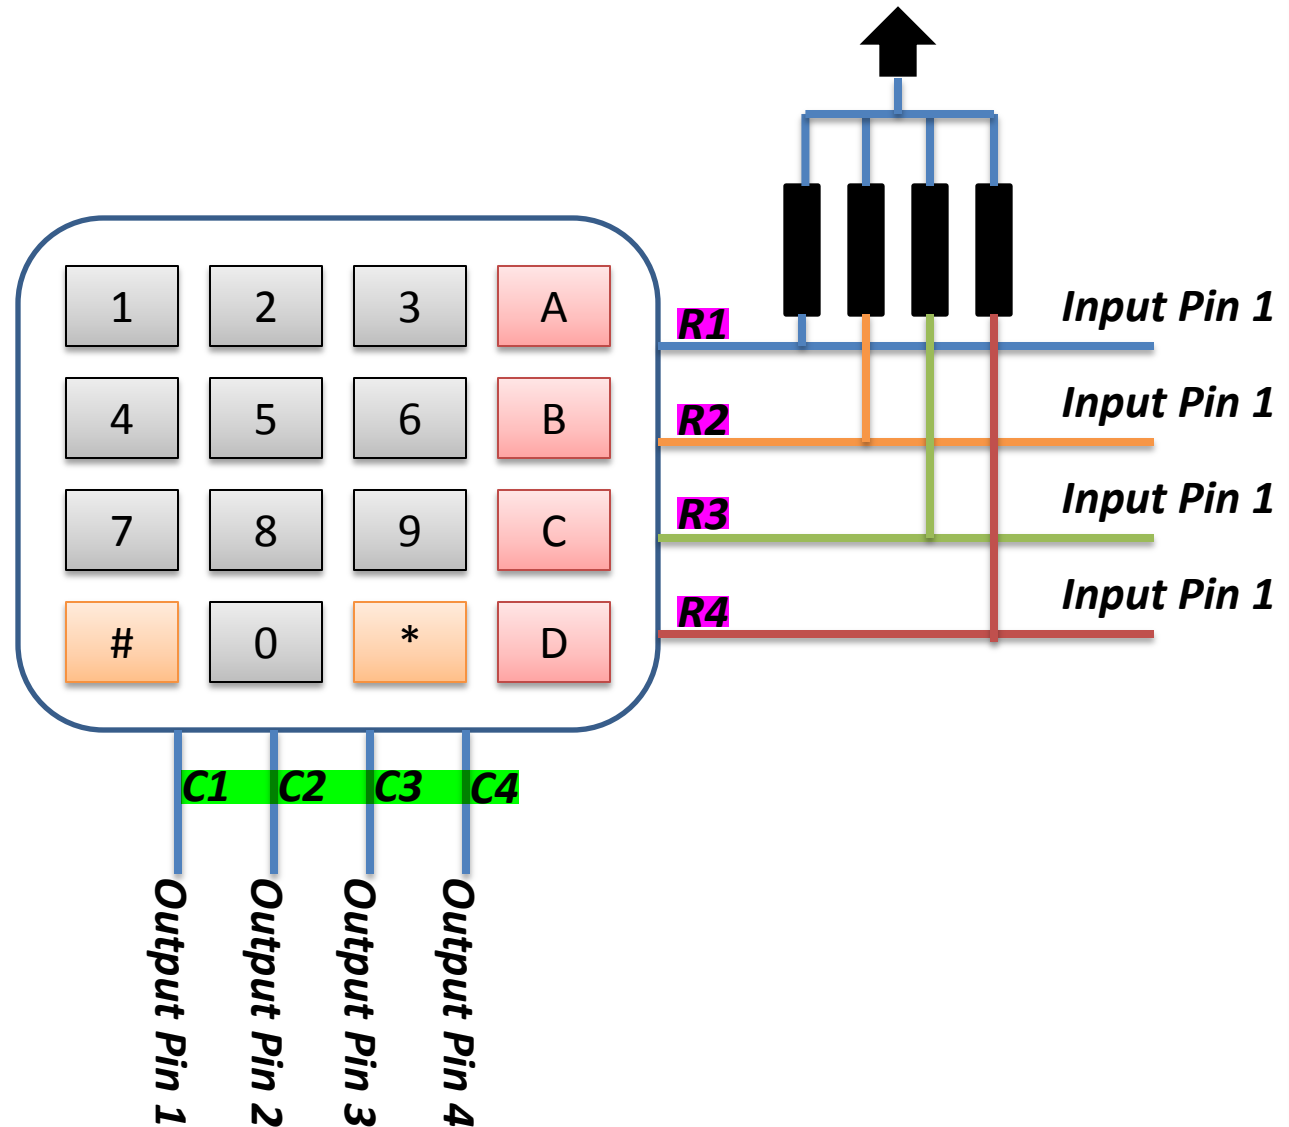 1 2 3 A
4 5 6 B
7 8 9 C
# 0 * D
R1
R2
R3
R4
Input Pin 1
Input Pin 1
Input Pin 1
Input Pin 1
C1 C2 C3 C4
Output Pin 1
Output Pin 2
Output Pin 3
Output Pin 4